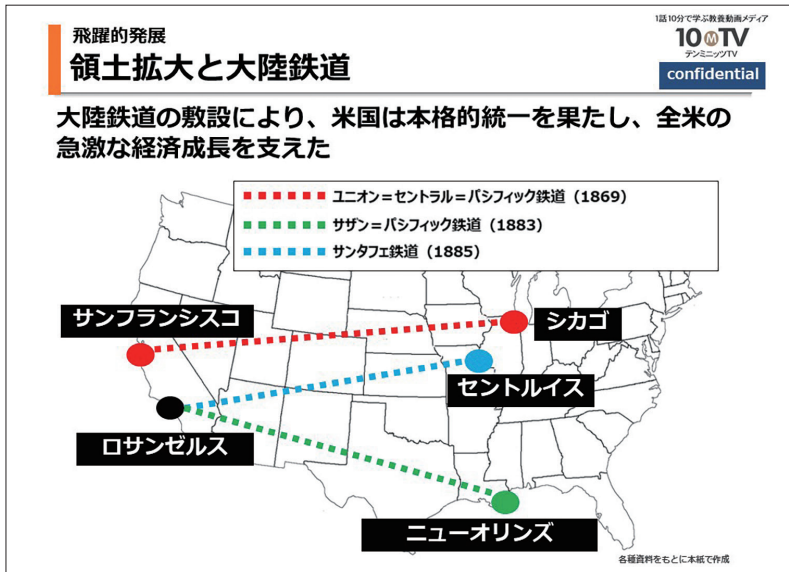 飛躍的発展
領土拡大と大陸鉄道
1話10分で学ぶ教養動画メディア
10MTV
テンミニッツTV
confidential
大陸鉄道の敷設により、米国は本格的統一を果たし、全米の
急激な経済成長を支えた
ユニオン＝セントラル＝パシフィック鉄道（1869）
サザン＝パシフィック鉄道（1883）
サンタフェ鉄道（1885）
サンフランシスコ
シカゴ
セントルイス
ロサンゼルス
ニューオリンズ
各種資料をもとに本紙で作成